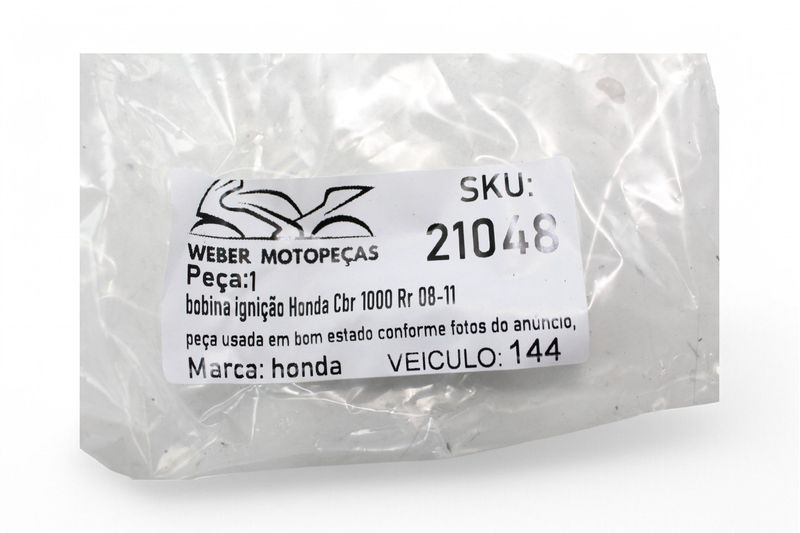 WEBER MOTOPEÇAS
SKU:
21048
Peça:1
bobina ignição Honda Cbr 1000 Rr 08-11
peça usada em bom estado conforme fotos do anúncio,
Marca: honda
VEICULO: 144